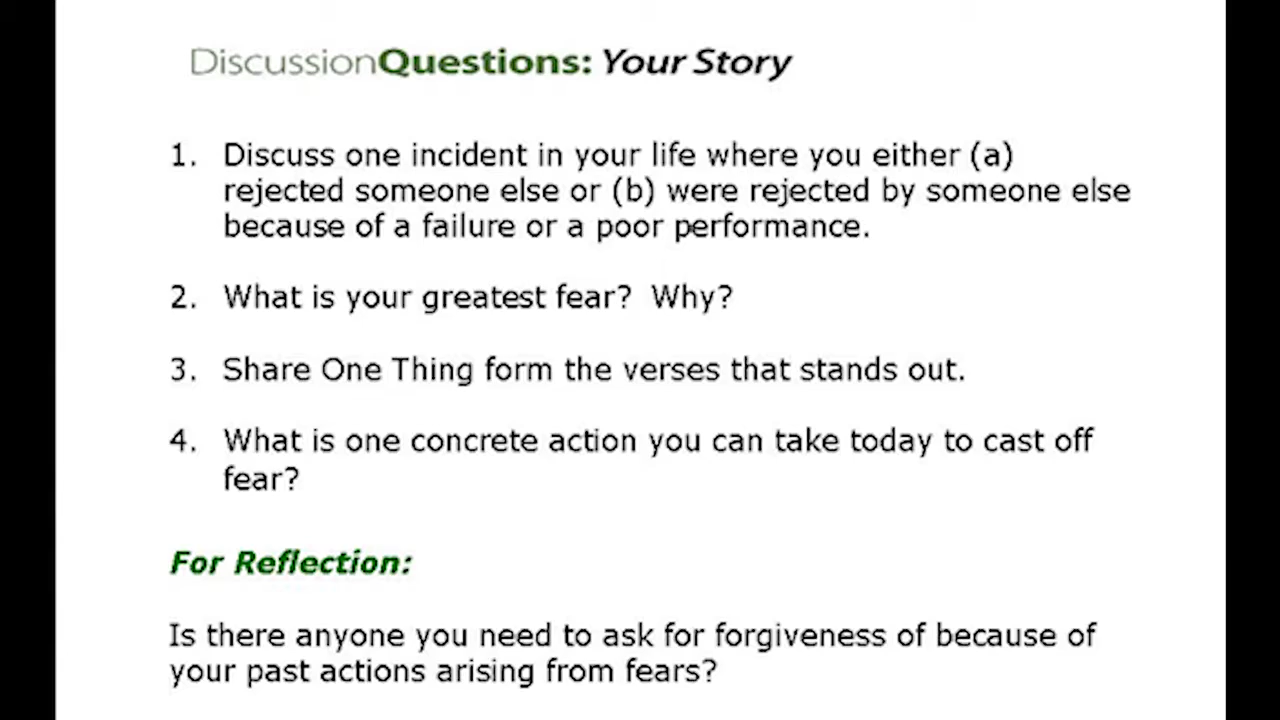 DiscussionQuestions: Your Story
1. Discuss one incident in your life where you either (a)
rejected someone else or (b) were rejected by someone else
because of a failure or a poor performance.
2. What is your greatest fear? Why?
3. Share One Thing form the verses that stands out.
4. What is one concrete action you can take today to cast off
fear?
For Reflection:
Is there anyone you need to ask for forgiveness of because of
your past actions arising from fears?